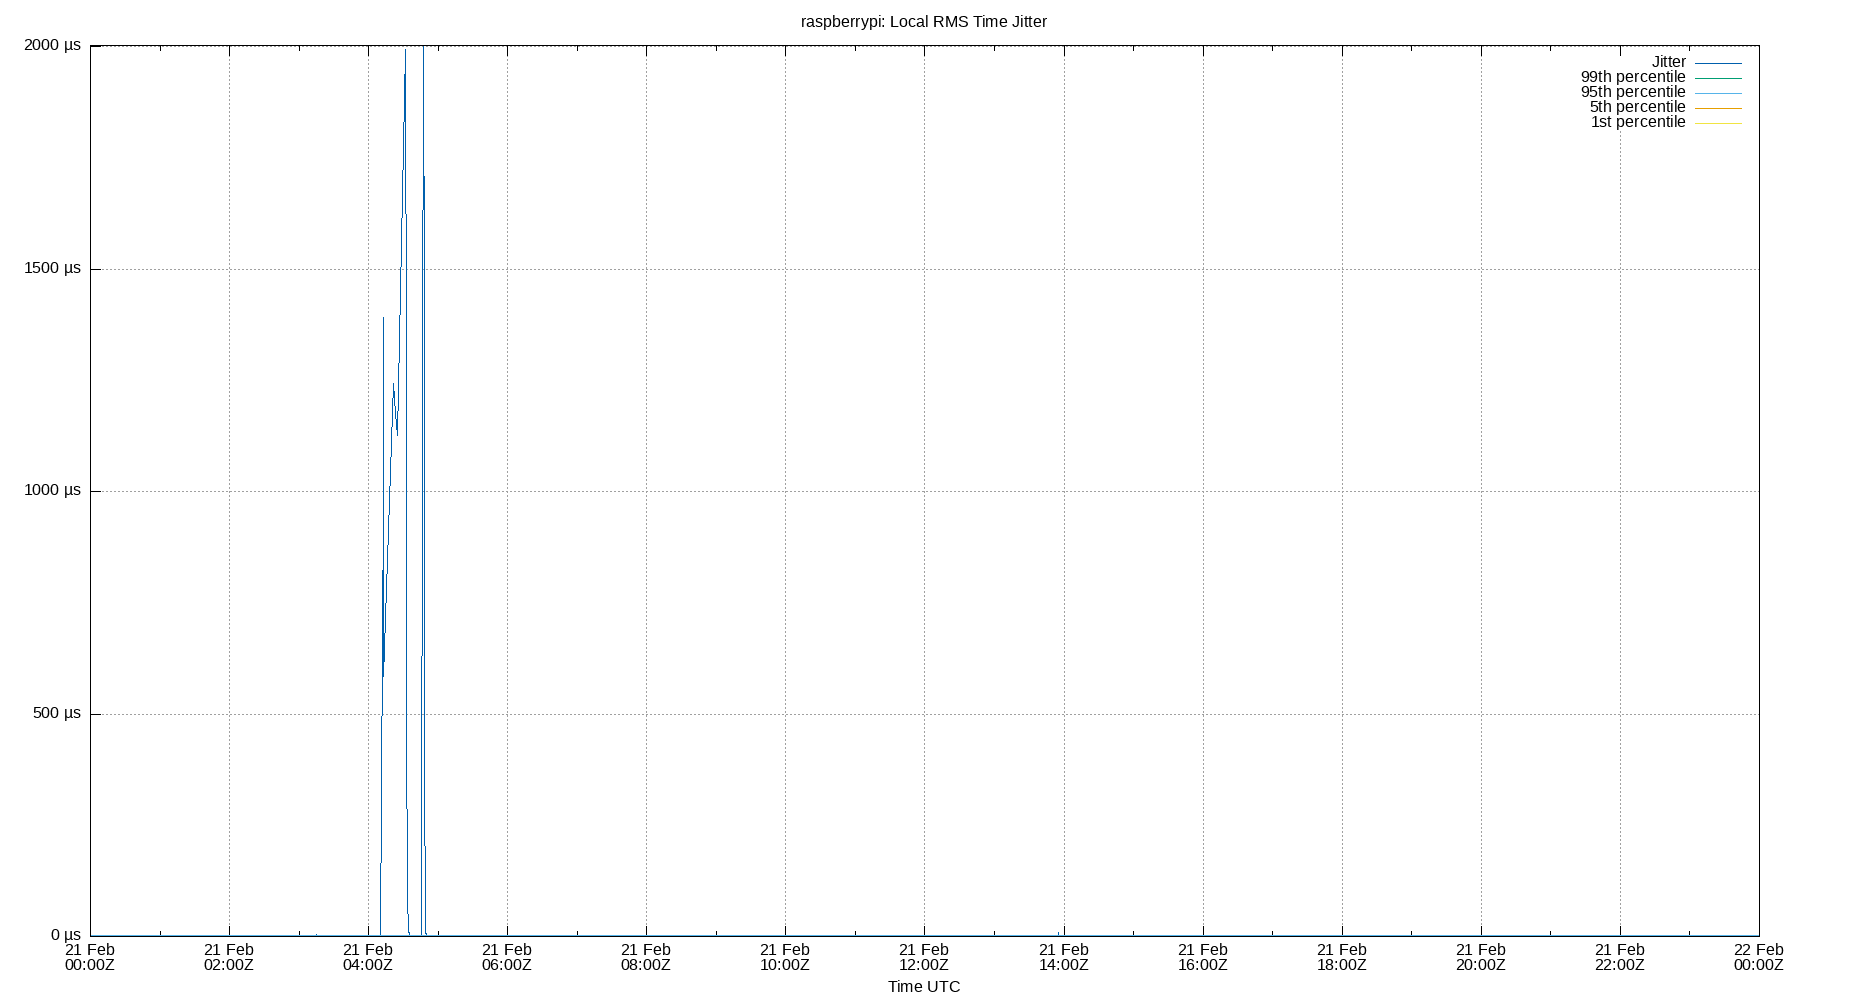 raspberrypi: Local RMS Time Jitter
2000 µs
1500 µs
1000 µs
500 µs
0 µs
Jitter
99th percentile
95th percentile
5th percentile
1st percentile
21 Feb 21 Feb 21 Feb 21 Feb 21 Feb 21 Feb 21 Feb 21 Feb 21 Feb 21 Feb 21 Feb 21 Feb 22 Feb
00:00Z 02:00Z 04:00Z 06:00Z 08:00Z 10:00Z 12:00Z 14:00Z 16:00Z 18:00Z 20:00Z 22:00Z 00:00Z
Time UTC